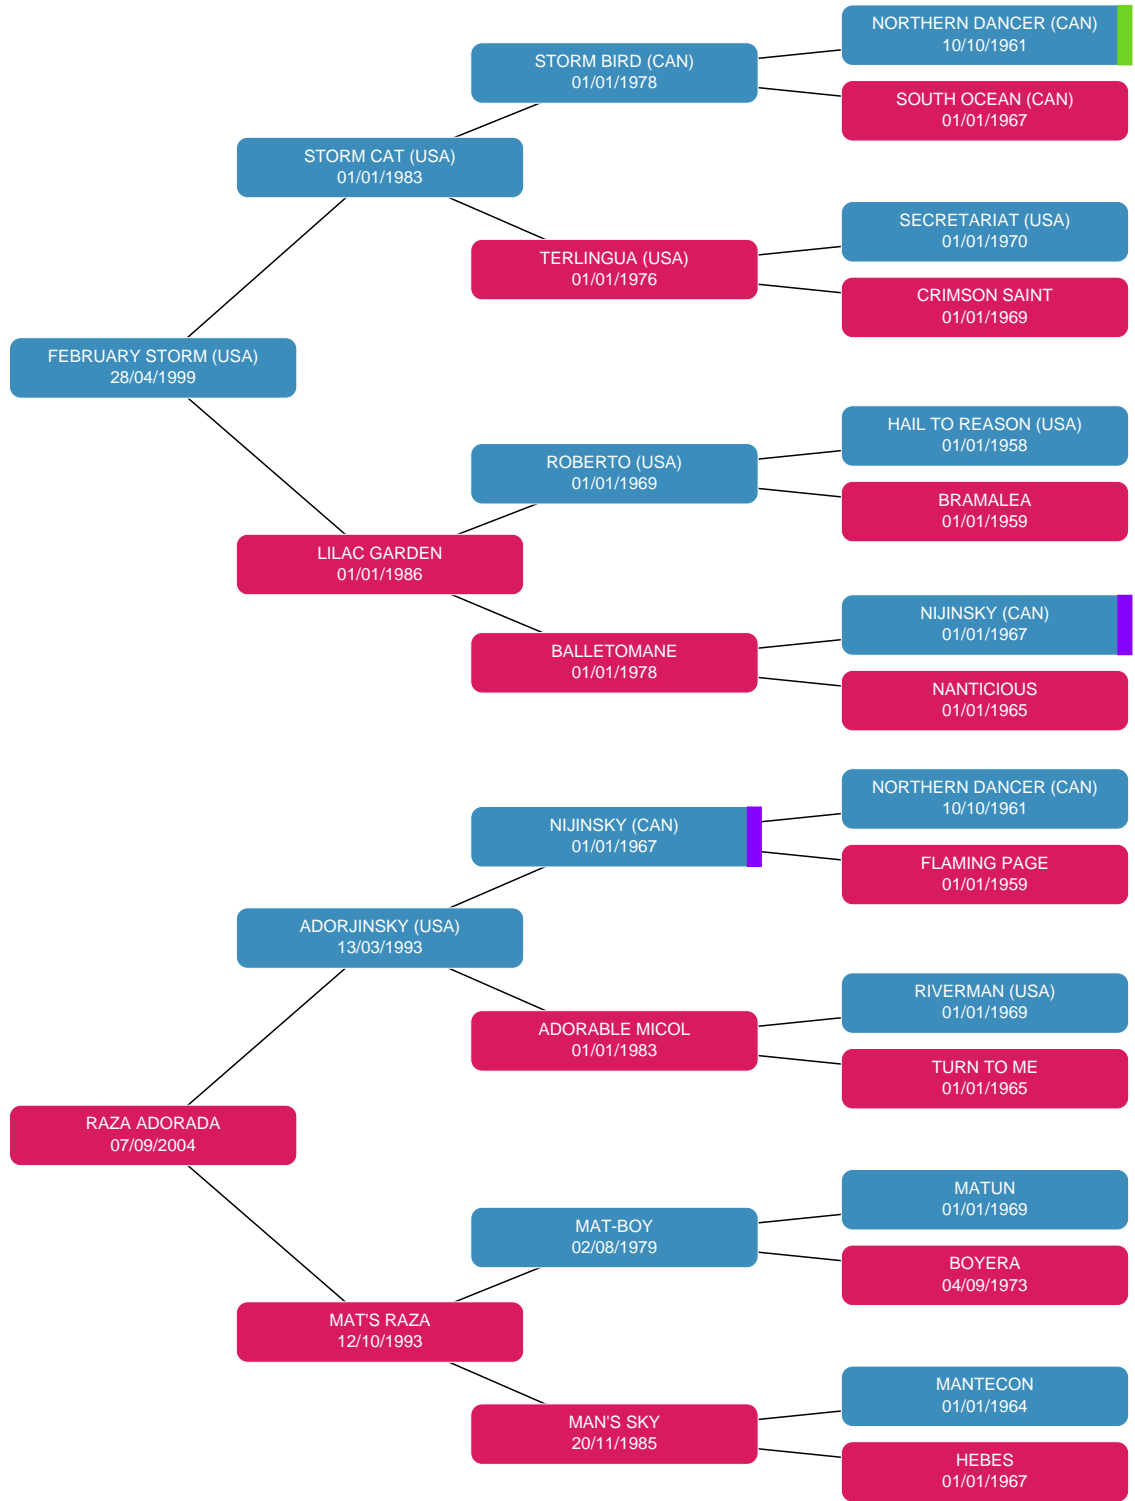 NORTHERN DANCER (CAN)
10/10/1961
STORM BIRD (CAN)
01/01/1978
SOUTH OCEAN (CAN)
01/01/1967
STORM CAT (USA)
01/01/1983
SECRETARIAT (USA)
01/01/1970
TERLINGUA (USA)
01/01/1976
CRIMSON SAINT
01/01/1969
FEBRUARY STORM (USA)
28/04/1999
HAIL TO REASON (USA)
01/01/1958
ROBERTO (USA)
01/01/1969
BRAMALEA
01/01/1959
LILAC GARDEN
01/01/1986
NIJINSKY (CAN)
01/01/1967
BALLETOMANE
01/01/1978
NANTICIOUS
01/01/1965
NORTHERN DANCER (CAN)
10/10/1961
NIJINSKY (CAN)
01/01/1967
FLAMING PAGE
01/01/1959
ADORJINSKY (USA)
13/03/1993
RIVERMAN (USA)
01/01/1969
ADORABLE MICOL
01/01/1983
TURN TO ME
01/01/1965
RAZA ADORADA
07/09/2004
MATUN
01/01/1969
MAT-BOY
02/08/1979
BOYERA
04/09/1973
MAT'S RAZA
12/10/1993
MANTECON
01/01/1964
MAN'S SKY
20/11/1985
HEBES
01/01/1967